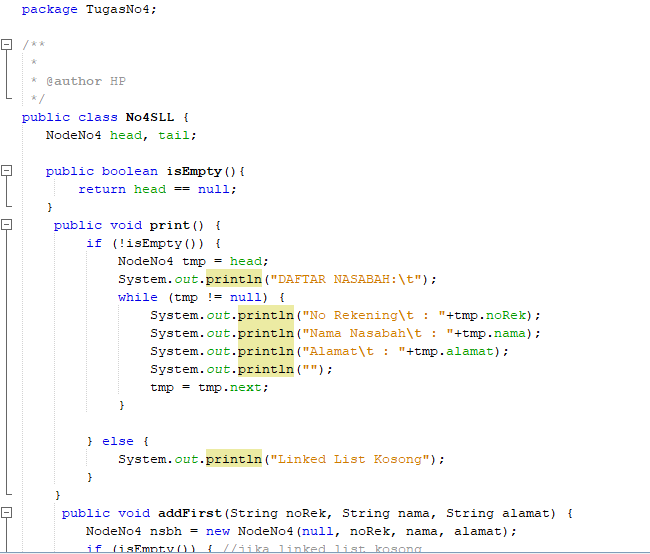 package TugasNo4;
/**
 *
 * @author HP
 */
public class No4SLL {
NodeNo4 head, tail;
public boolean isEmpty(){
return head == null;
}
public void print() {
if (!isEmpty()) {
NodeNo4 tmp = head;
System.out.println("DAFTAR NASABAH:\t");
while (tmp != null) {
System.out.println("No Rekening\t : "+tmp.noRek);
System.out.println("Nama Nasabah\t : "+tmp.nama);
System.out.println("Alamat\t : "+tmp.alamat);
System.out.println("");
tmp = tmp.next;
}
} else {
System.out.println("Linked List Kosong");
}
}
public void addFirst(String noRek, String nama, String alamat) {
NodeNo4 nsbh = new NodeNo4(null, noRek, nama, alamat);
if (isEmpty()) { //jika linked list kosong